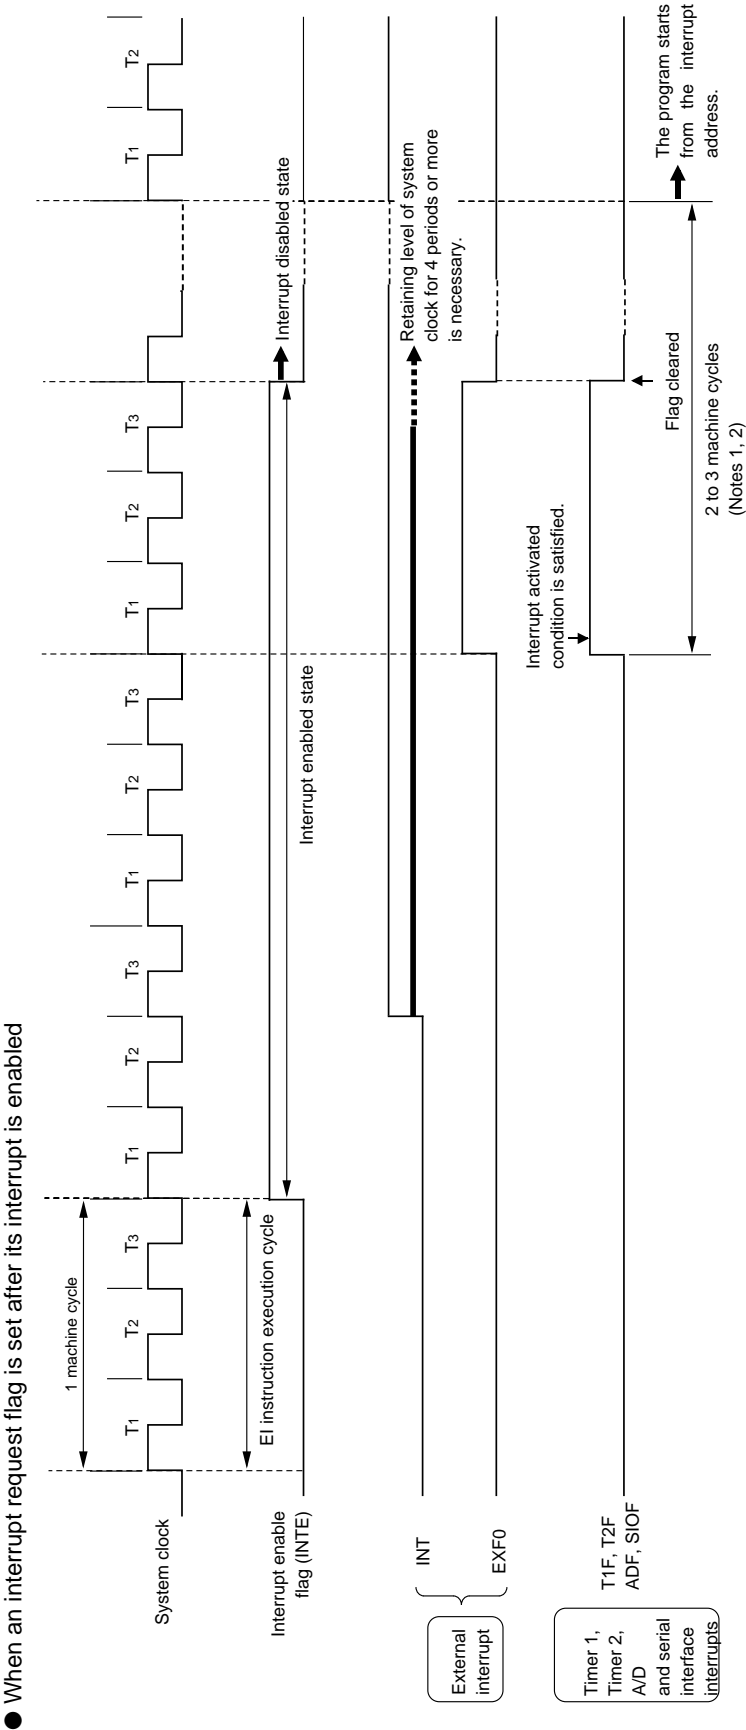 ● When an interrupt request flag is set after its interrupt is enabled
1 machine cycle
T1
T2
T3
T1
T2
T3
T1
T2
T3
T1
T2
T3
T1
T2
System clock
EI instruction execution cycle
Interrupt enable
flag (INTE)
Interrupt enabled state
Interrupt disabled state
External
interrupt
INT
Retaining level of system
clock for 4 periods or more
is necessary.
EXF0
Timer 1,
Timer 2,
A/D
and serial
interface
interrupts
T1F, T2F
ADF, SIOF
Interrupt activated
condition is satisfied.
Flag cleared
2 to 3 machine cycles
(Notes 1, 2)
The program starts
from the interrupt
address.